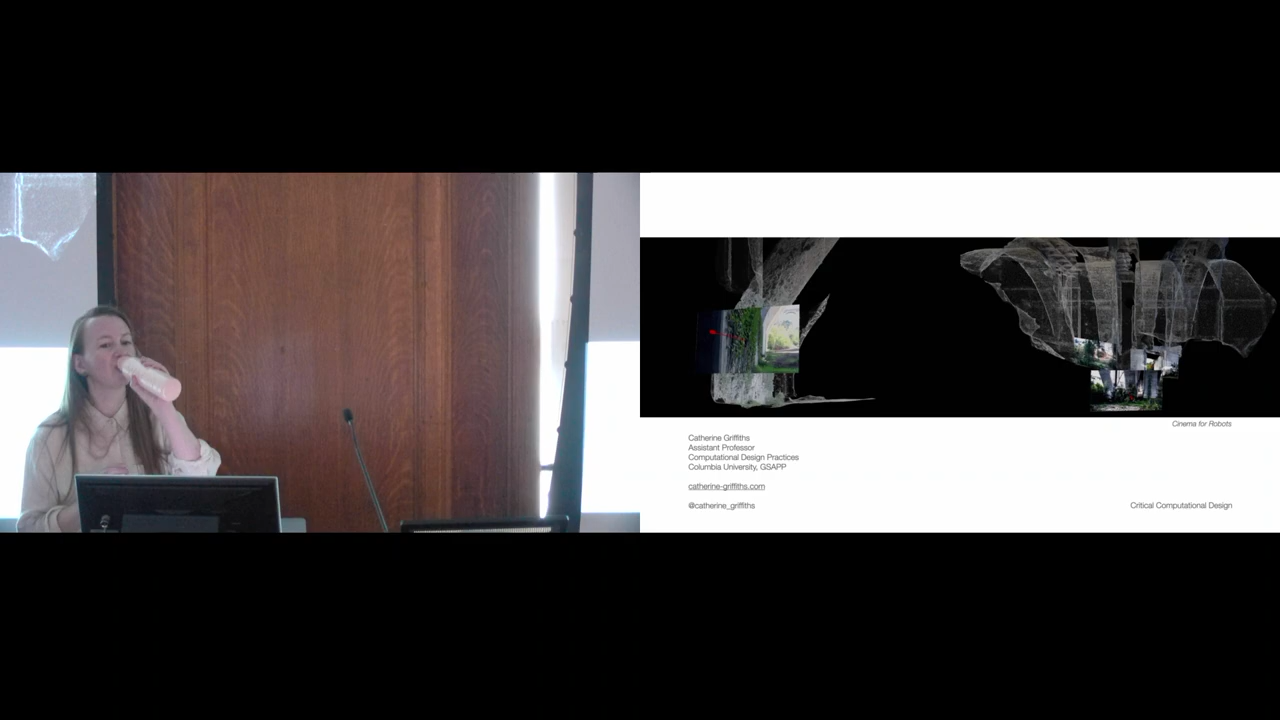 Cinema for Robots
Catherine Griffiths
Assistant Professor
Computational Design Practices
Columbia University, GSAPP
catherine-griffiths.com
@catherine_griffiths
Critical Computational Design